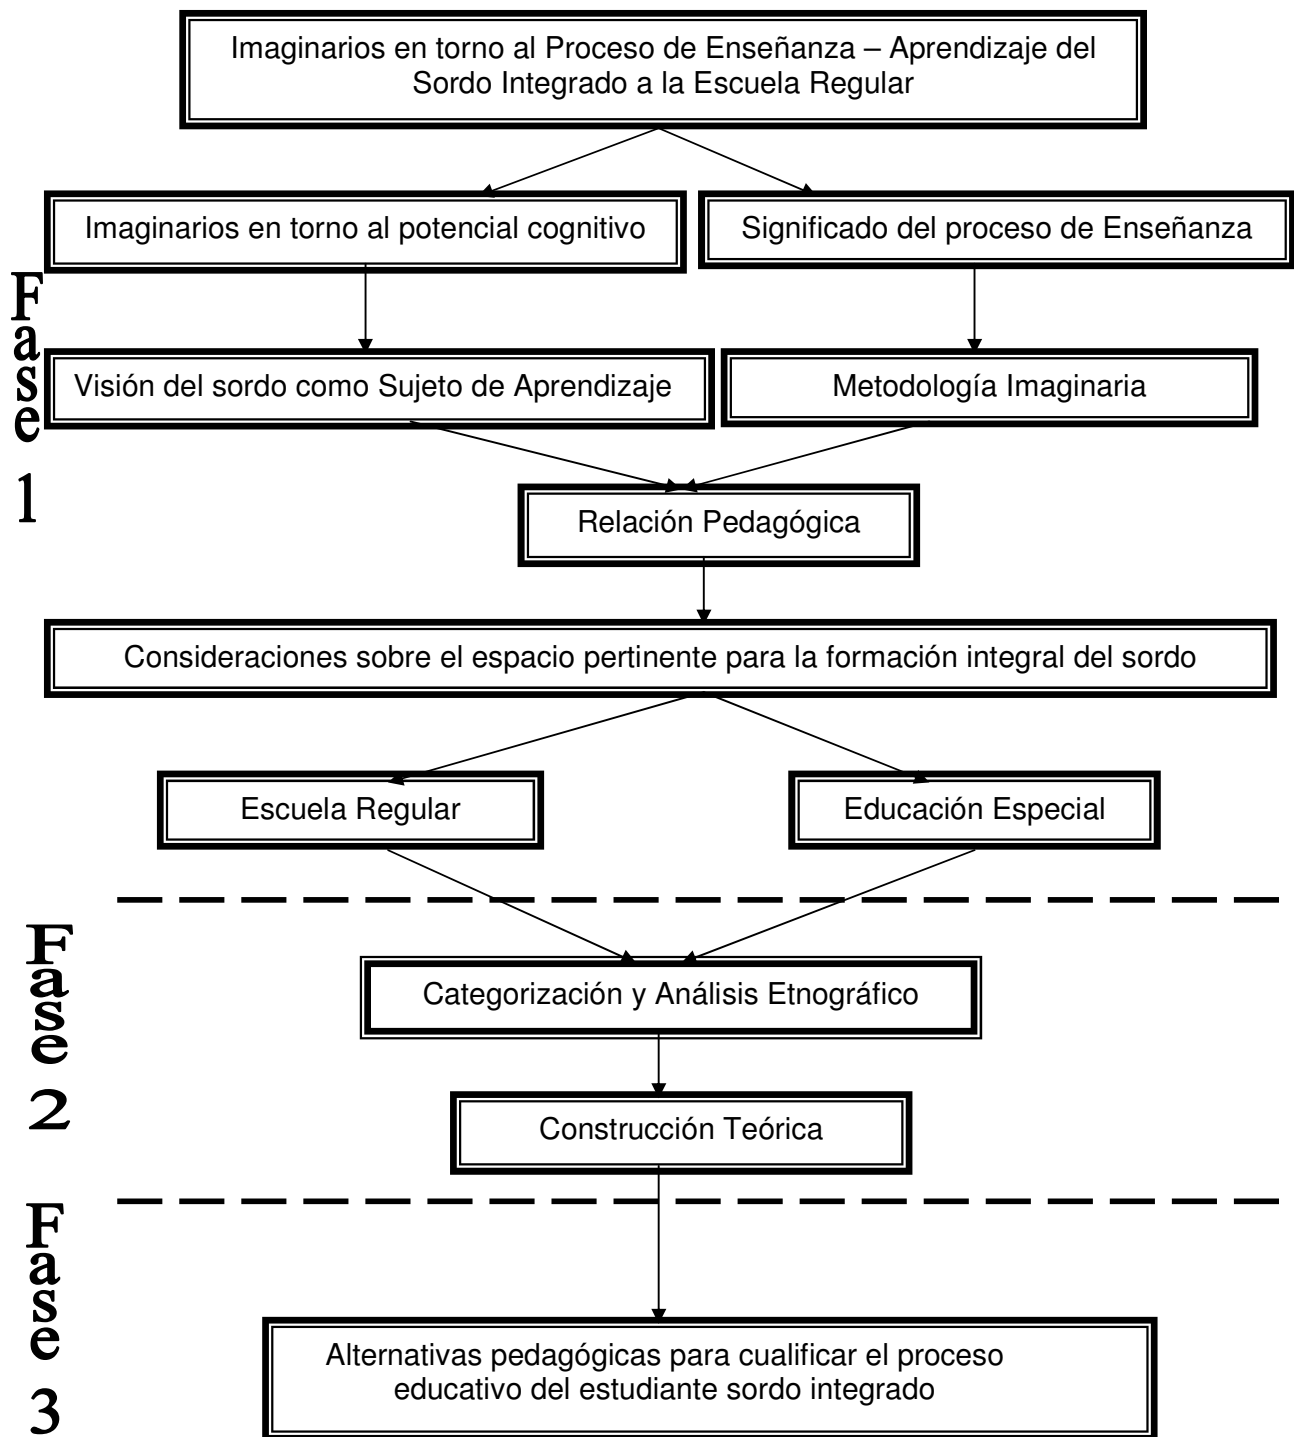 Imaginarios en torno al Proceso de Enseñanza – Aprendizaje del
Sordo Integrado a la Escuela Regular
Imaginarios en torno al potencial cognitivo
Significado del proceso de Enseñanza
Fase 1
Visión del sordo como Sujeto de Aprendizaje
Metodología Imaginaria
Relación Pedagógica
Consideraciones sobre el espacio pertinente para la formación integral del sordo
Escuela Regular
Educación Especial
Fase 2
Categorización y Análisis Etnográfico
Construcción Teórica
Fase 3
Alternativas pedagógicas para cualificar el proceso
educativo del estudiante sordo integrado